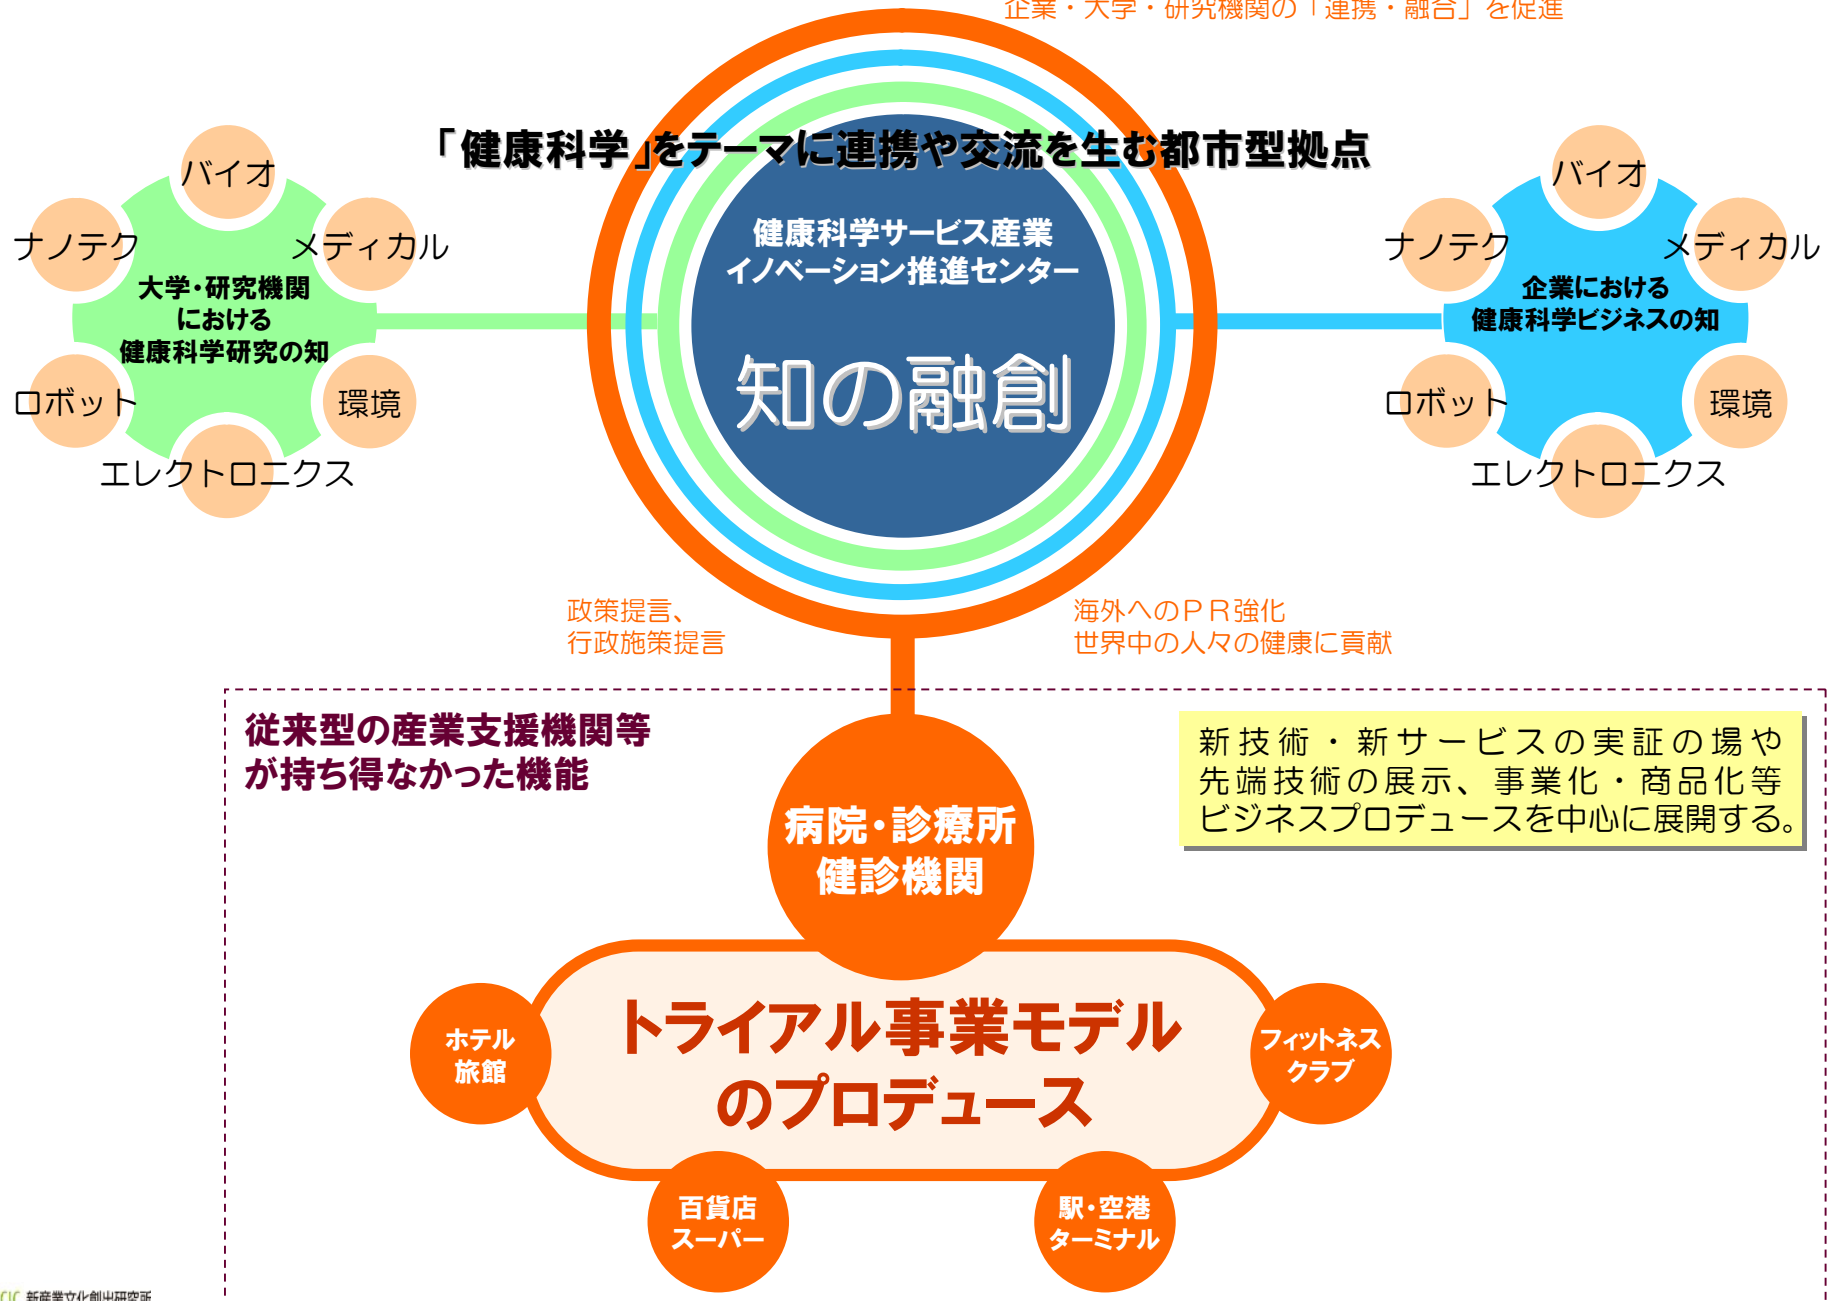 企業・大学・研究機関の「連携・融合」を促進
「健康科学」をテーマに連携や交流を生む都市型拠点
バイオ
ナノテク
メディカル
大学・研究機関
における
健康科学研究の知
ロボット
環境
エレクトロニクス
健康科学サービス産業
イノベーション推進センター
知の融創
バイオ
ナノテク
メディカル
企業における
健康科学ビジネスの知
ロボット
環境
エレクトロニクス
政策提言、
行政施策提言
海外へのPR強化
世界中の人々の健康に貢献
従来型の産業支援機関等
が持ち得なかった機能
新技術・新サービスの実証の場や
先端技術の展示、事業化・商品化等
ビジネスプロデュースを中心に展開する。
病院・診療所
健診機関
トライアル事業モデル
のプロデュース
ホテル
旅館
フィットネス
クラブ
百貨店
スーパー
駅・空港
ターミナル
新産業文化創出研究所